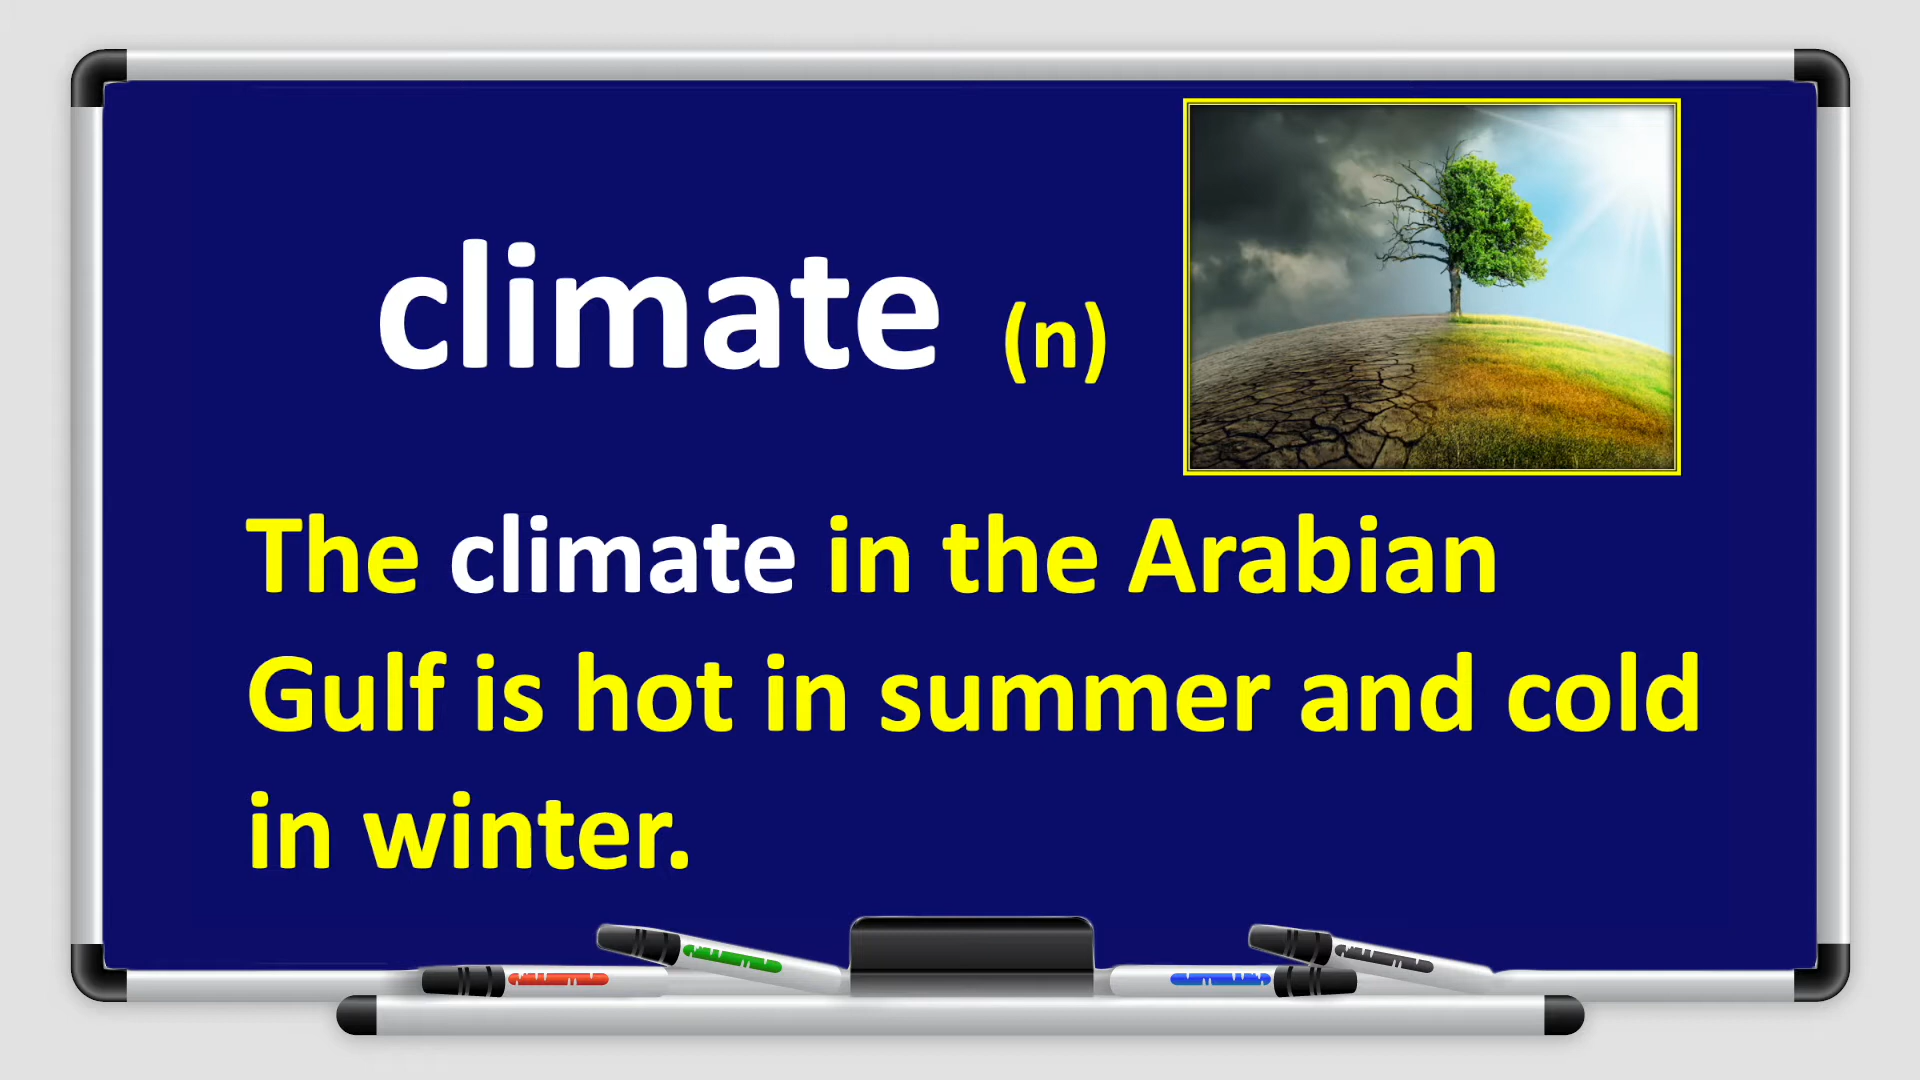 climate (n)
The climate in the Arabian
Gulf is hot in summer and cold
in winter.